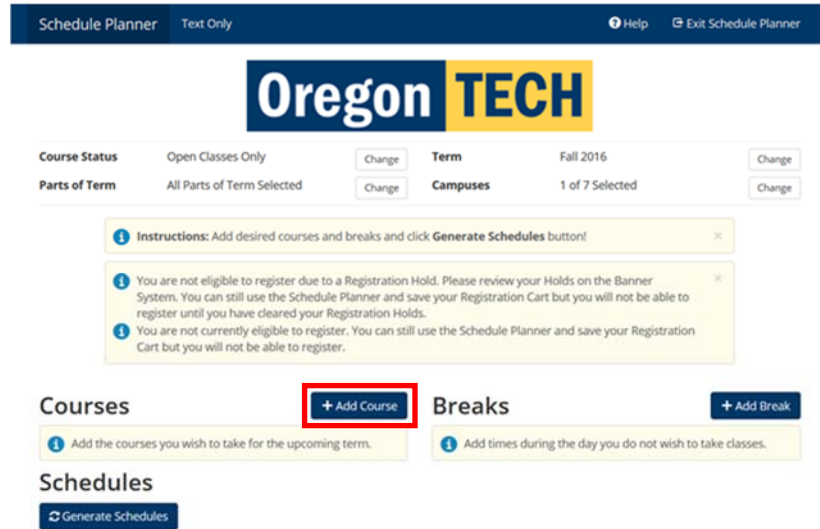 Schedule Planner Text Only Help Exit Schedule Planner
Oregon TECH
Course Status Open Classes Only Change Term Fall 2016 Change
Parts of Term All Parts of Term Selected Change Campuses 1 of 7 Selected Change
Instructions: Add desired courses and breaks and click Generate Schedules button! ×
You are not eligible to register due to a Registration Hold. Please review your Holds on the Banner ×
System. You can still use the Schedule Planner and save your Registration Cart but you will not be able to
register until you have cleared your Registration Holds.
You are not currently eligible to register. You can still use the Schedule Planner and save your Registration
Cart but you will not be able to register.
Courses + Add Course Breaks + Add Break
Add the courses you wish to take for the upcoming term. Add times during the day you do not wish to take classes.
Schedules
Generate Schedules